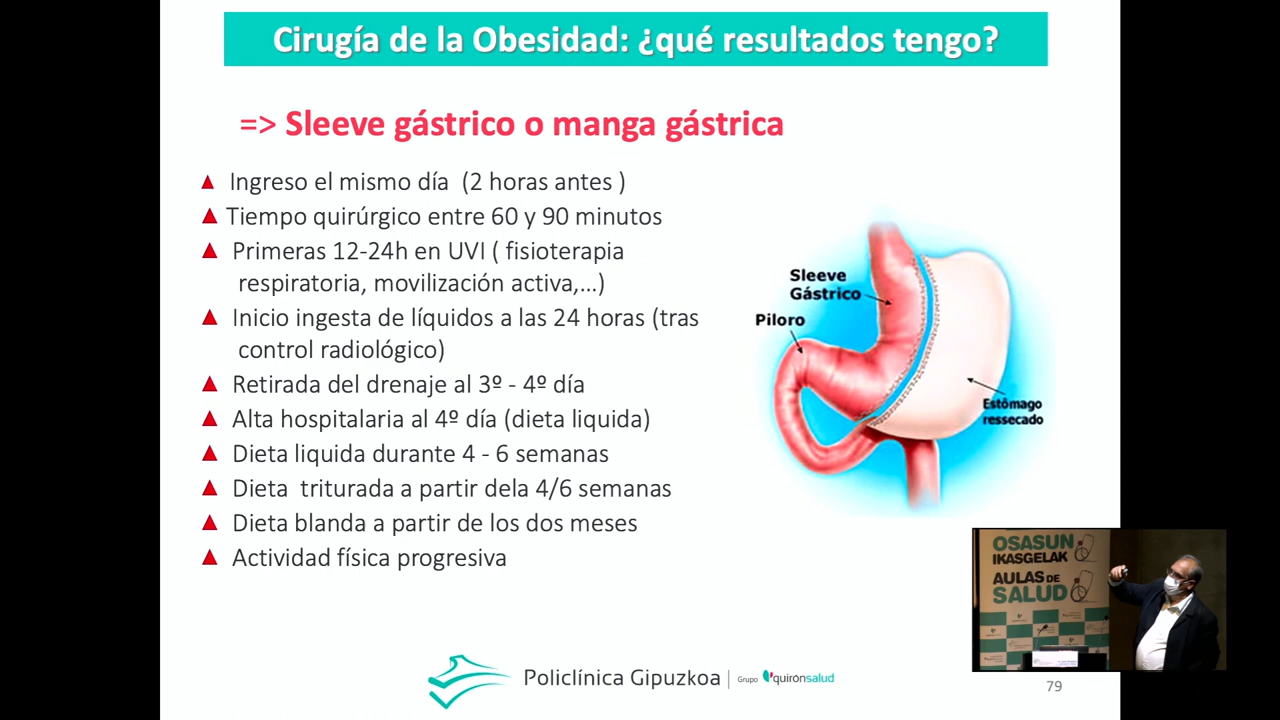 Cirugía de la Obesidad: ¿qué resultados tengo?
=> Sleeve gástrico o manga gástrica
Ingreso el mismo día (2 horas antes )
Tiempo quirúrgico entre 60 y 90 minutos
Primeras 12-24h en UVI ( fisioterapia
respiratoria, movilización activa,...)
Inicio ingesta de líquidos a las 24 horas (tras
control radiológico)
Retirada del drenaje al 3º - 4º día
Alta hospitalaria al 4º día (dieta liquida)
Dieta liquida durante 4 - 6 semanas
Dieta triturada a partir dela 4/6 semanas
Dieta blanda a partir de los dos meses
Actividad física progresiva
Sleeve
Gástrico
Piloro
Estômago
ressecado
OSASUN
IKASGELAK
AULAS DE
SALUD
Policlínica Gipuzkoa
Grupo quirónsalud
79